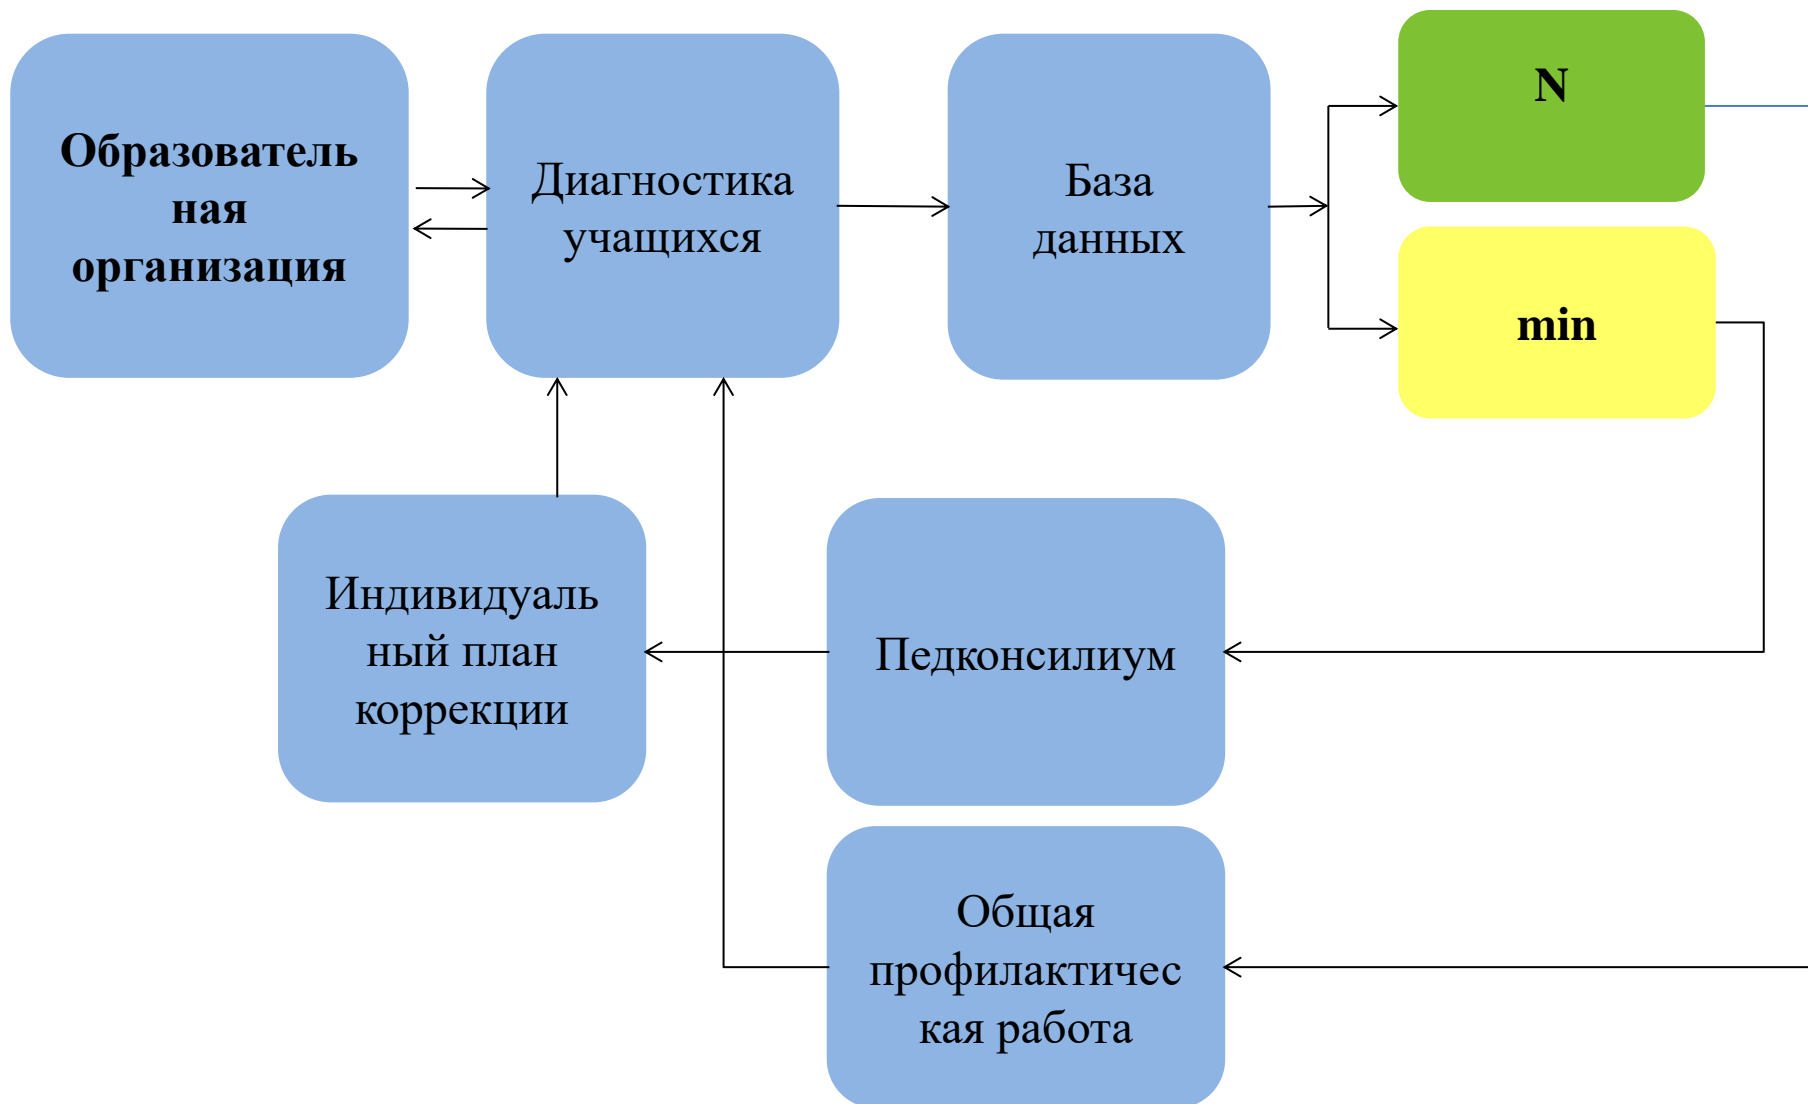 Образователь
ная
организация
Диагностика
учащихся
База
данных
N
min
Индивидуаль
ный план
коррекции
Педконсилиум
Общая
профилактичес
кая работа